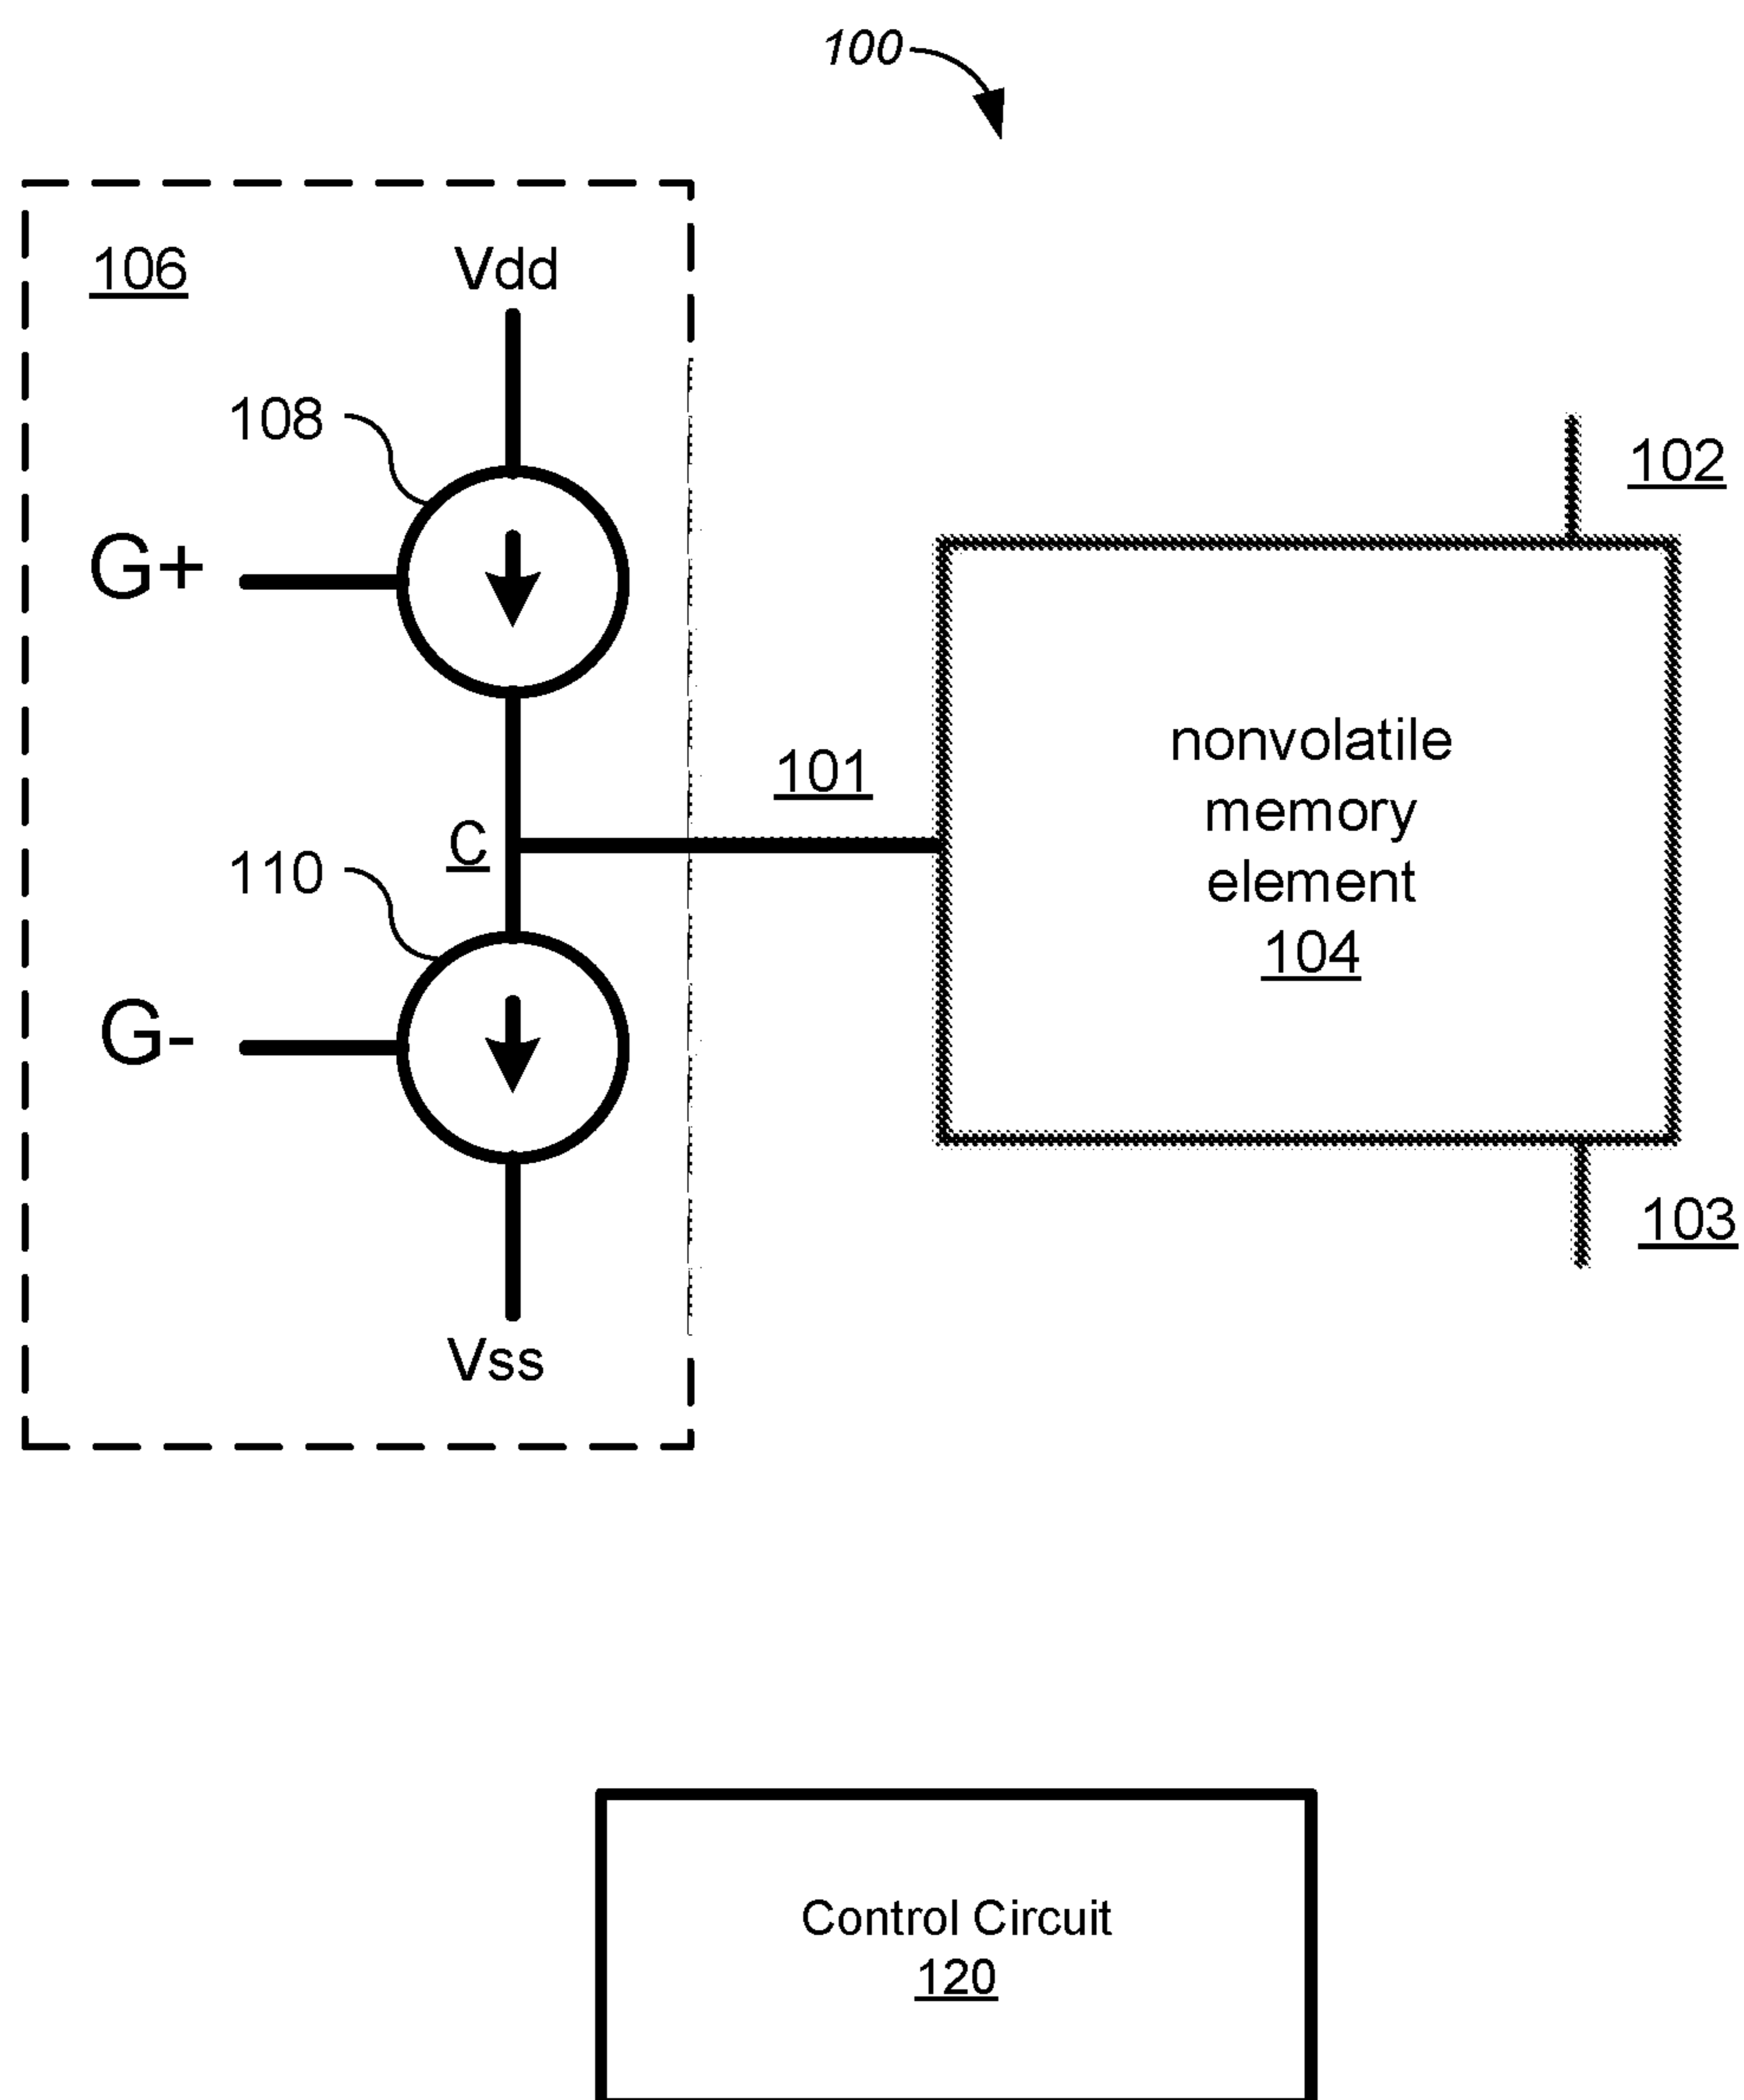 100
106
Vdd
108
G+
102
101
nonvolatile
memory
element
104
C
110
G-
103
Vss
Control Circuit
120